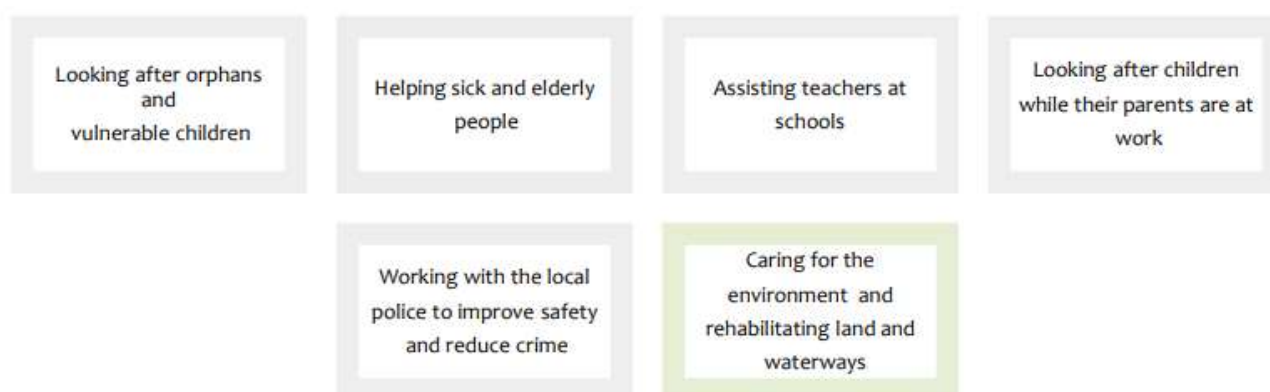 Looking after orphans
and
vulnerable children
Helping sick and elderly
people
Assisting teachers at
schools
Looking after children
while their parents are at
work
Working with the local
police to improve safety
and reduce crime
Caring for the
environment and
rehabilitating land and
waterways